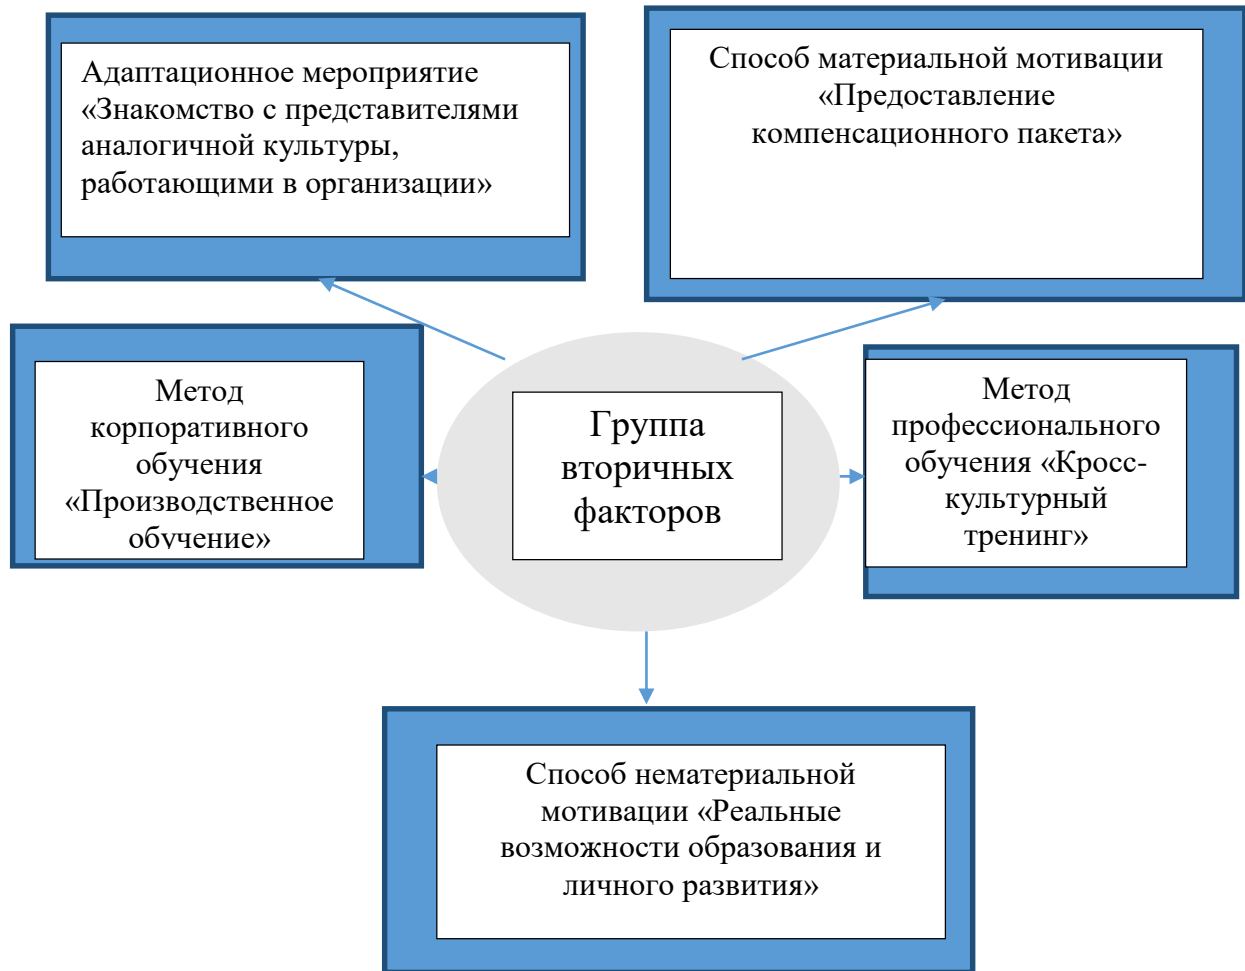 Адаптационное мероприятие
«Знакомство с представителями
аналогичной культуры,
работающими в организации»
Способ материальной мотивации
«Предоставление
компенсационного пакета»
Метод
корпоративного
обучения
«Производственное
обучение»
Группа
вторичных
факторов
Метод
профессионального
обучения «Кросс-
культурный
тренинг»
Способ нематериальной
мотивации «Реальные
возможности образования и
личного развития»